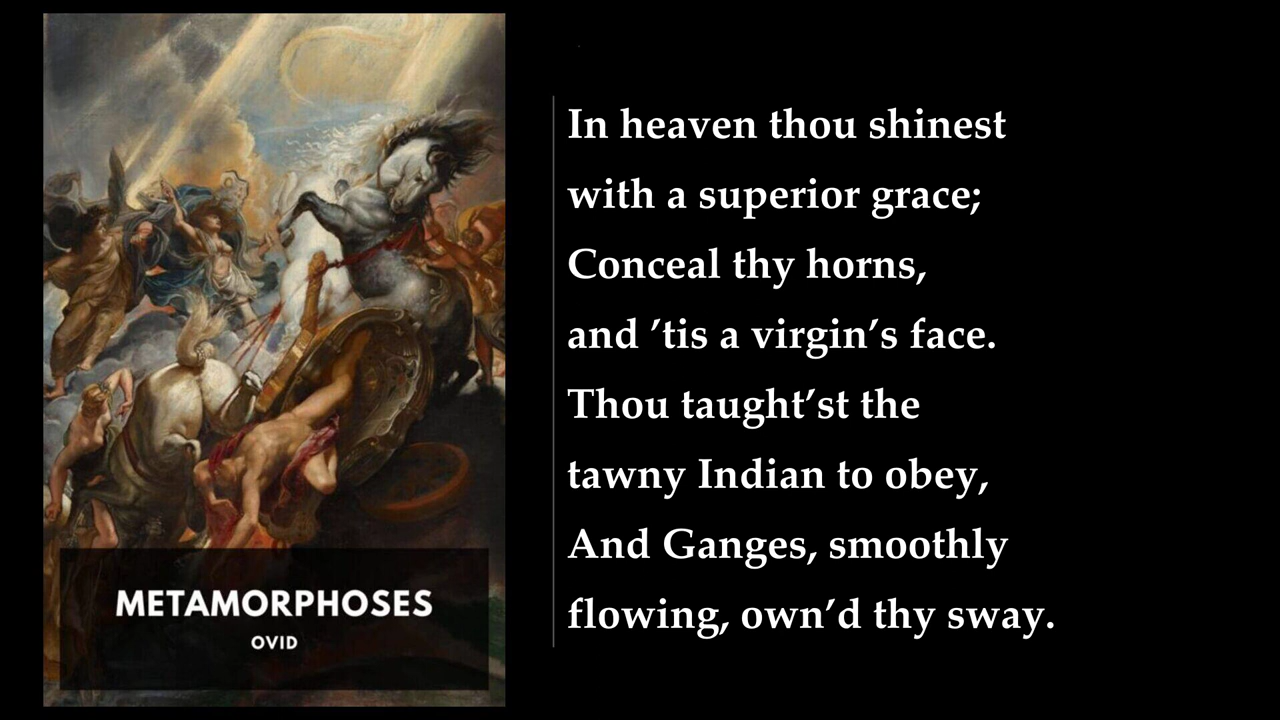 METAMORPHOSES
OVID
In heaven thou shinest
with a superior grace;
Conceal thy horns,
and ’tis a virgin’s face.
Thou taught’st the
tawny Indian to obey,
And Ganges, smoothly
flowing, own’d thy sway.